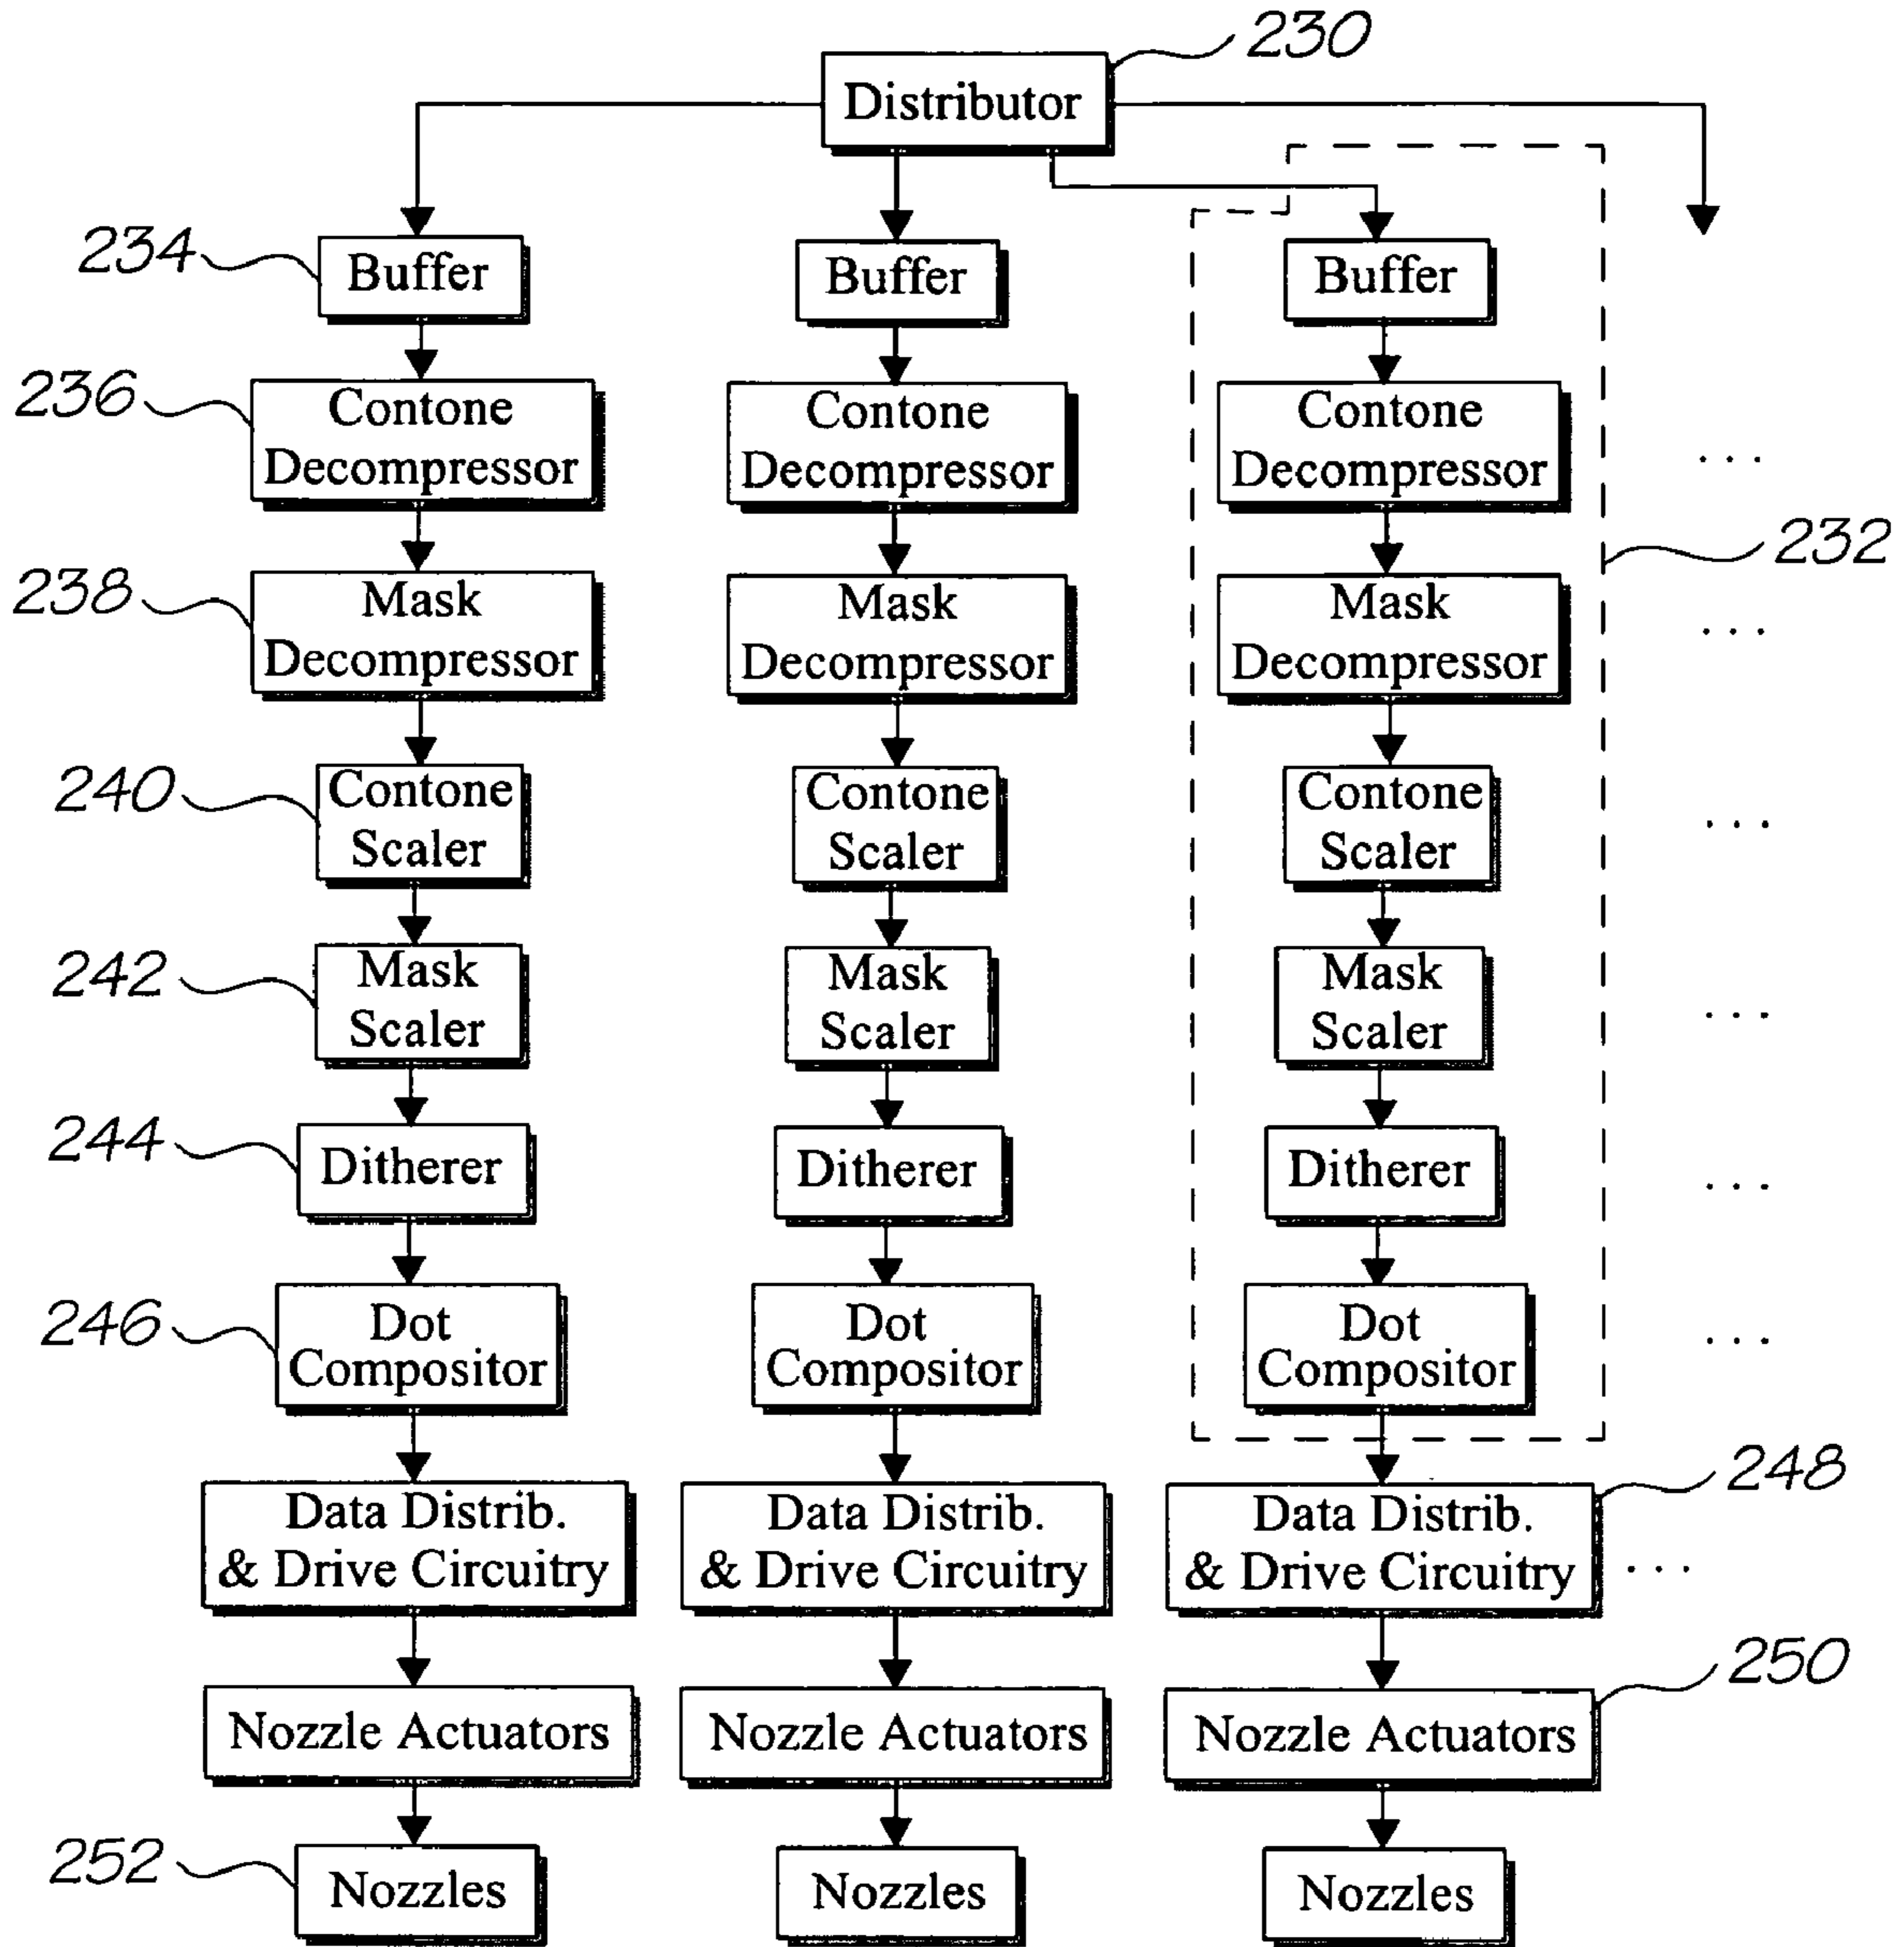 230
Distributor
234
Buffer
Buffer
Buffer
236
Contone
Decompressor
Contone
Decompressor
Contone
Decompressor
. . .
232
238
Mask
Decompressor
Mask
Decompressor
Mask
Decompressor
. . .
240
Contone
Scaler
Contone
Scaler
Contone
Scaler
. . .
242
Mask
Scaler
Mask
Scaler
Mask
Scaler
. . .
244
Ditherer
Ditherer
Ditherer
. . .
246
Dot
Compositor
Dot
Compositor
Dot
Compositor
. . .
248
Data Distrib.
& Drive Circuitry
Data Distrib.
& Drive Circuitry
Data Distrib.
& Drive Circuitry
. . .
250
Nozzle Actuators
Nozzle Actuators
Nozzle Actuators
252
Nozzles
Nozzles
Nozzles